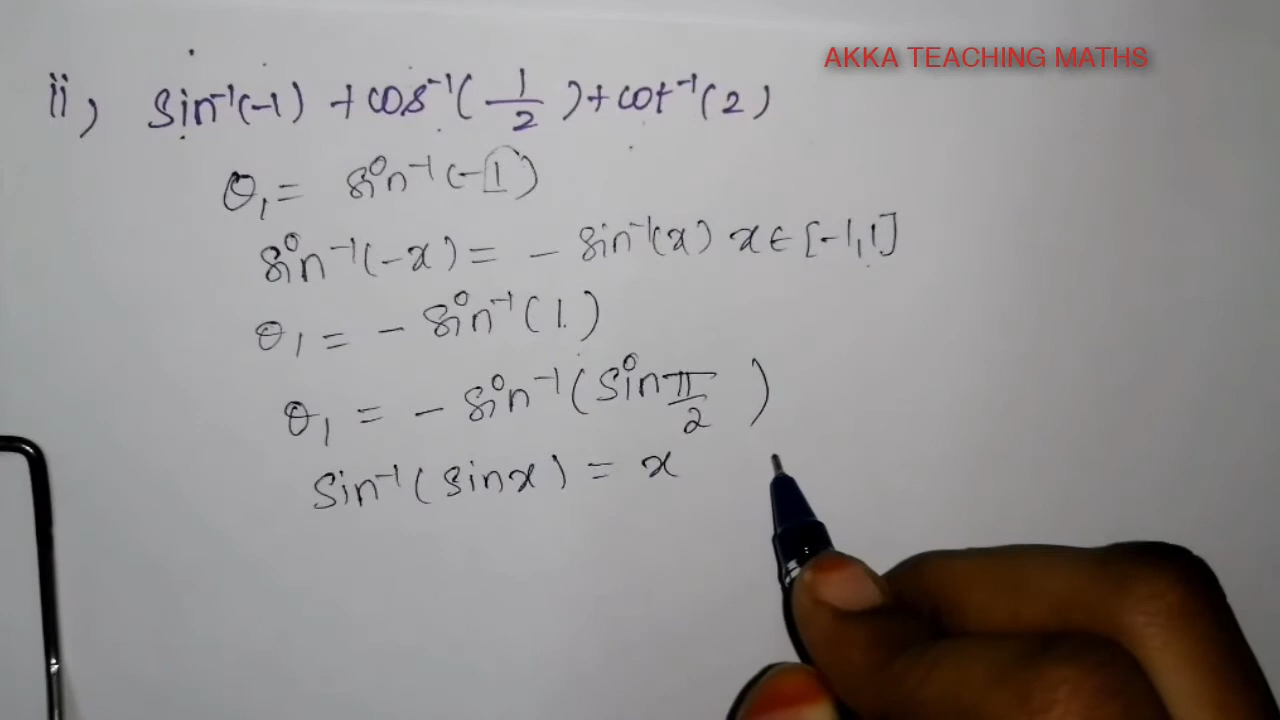 AKKA TEACHING MATHS
ii) sin⁻¹(-1) + cos⁻¹(1/2) + cot⁻¹(2)
θ₁ = sin⁻¹(-1)
sin⁻¹(-x) = - sin⁻¹(x) x ∈ [-1,1]
θ₁ = - sin⁻¹(1)
θ₁ = - sin⁻¹(sin π/2)
sin⁻¹(sinx) = x